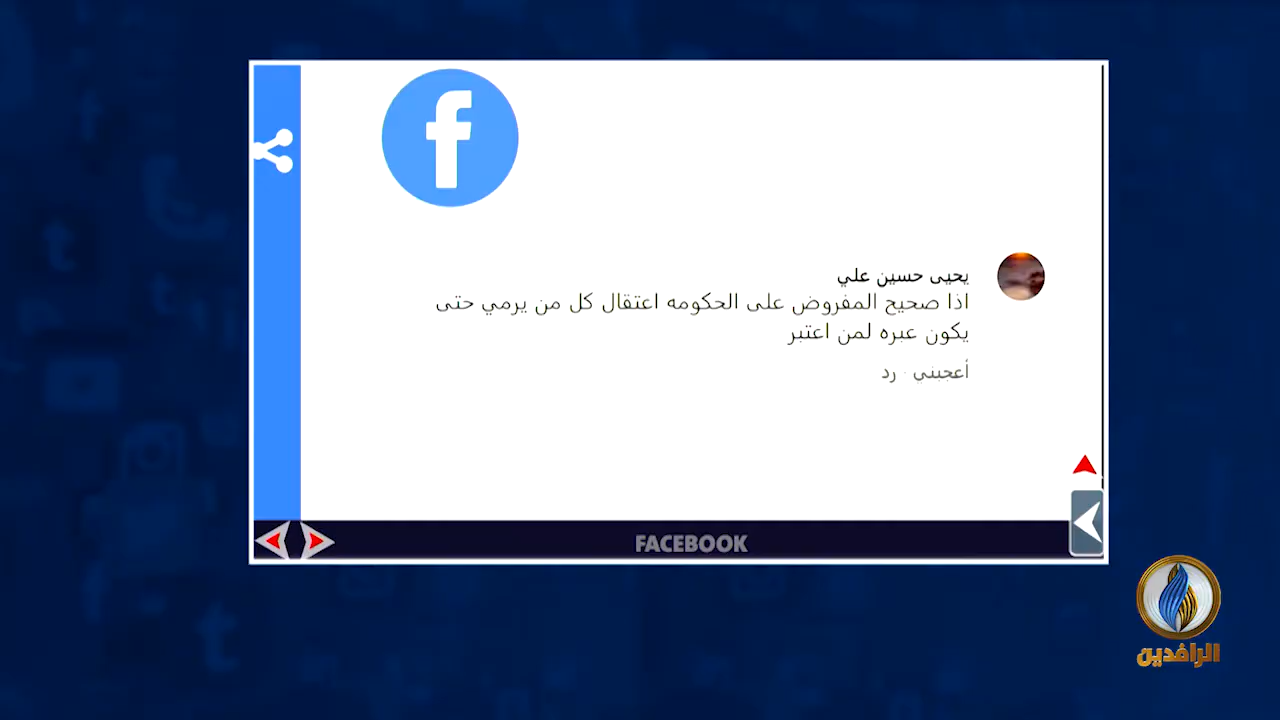 يحيى حسين علي
اذا صحيح المفروض على الحكومه اعتقال كل من يرمي حتى
يكون عبره لمن اعتبر
أعجبني · رد
FACEBOOK
الرافدين